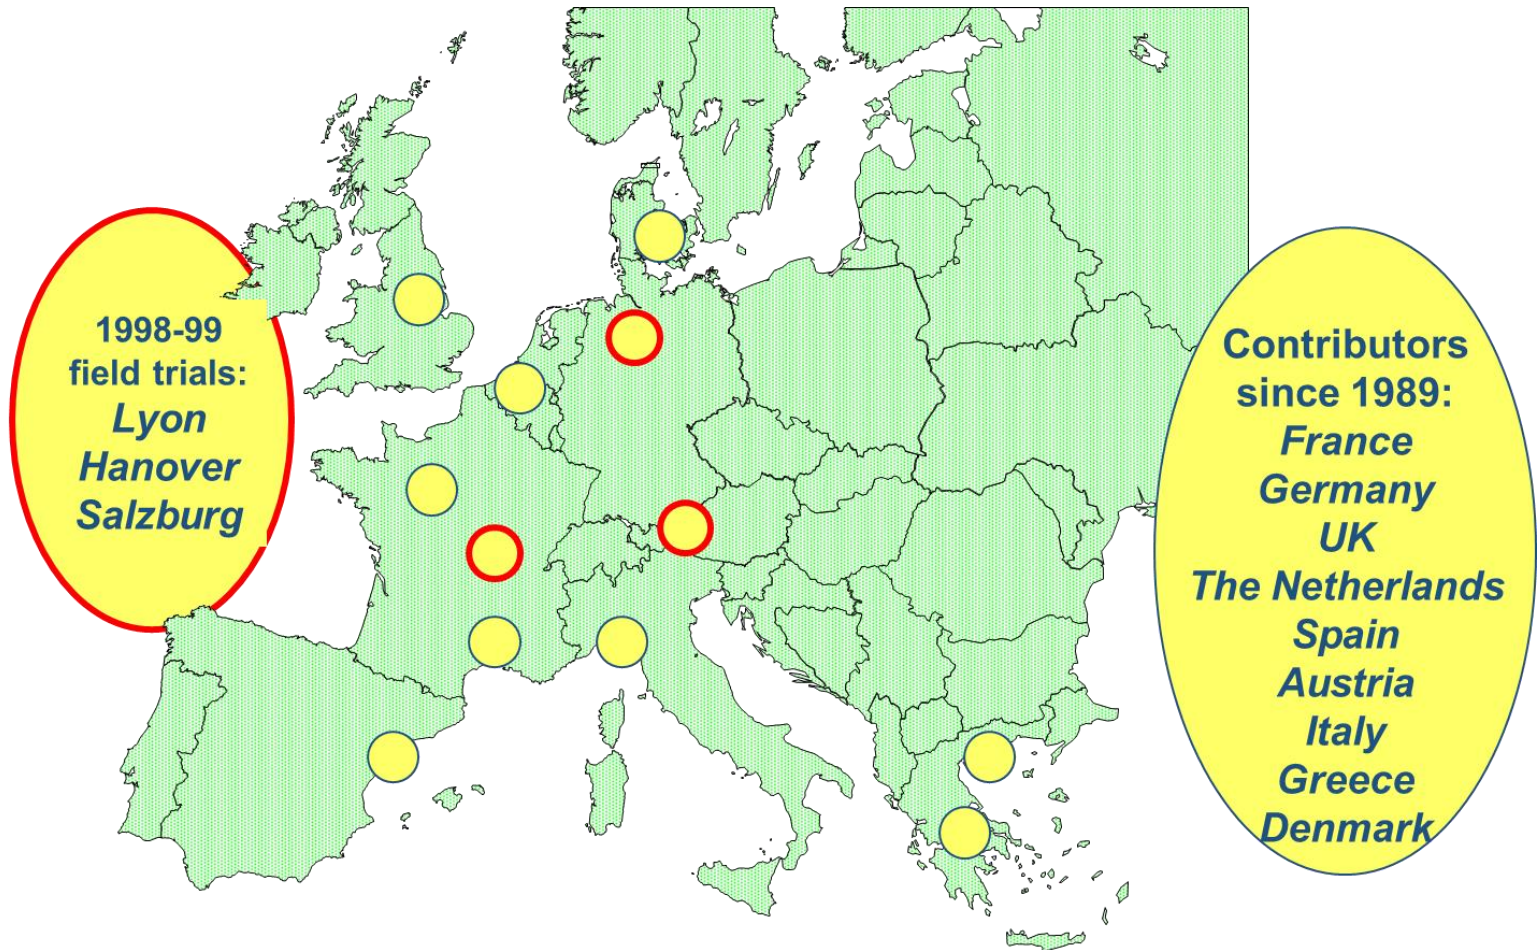 1998-99
field trials:
Lyon
Hanover
Salzburg
Contributors
since 1989:
France
Germany
UK
The Netherlands
Spain
Austria
Italy
Greece
Denmark